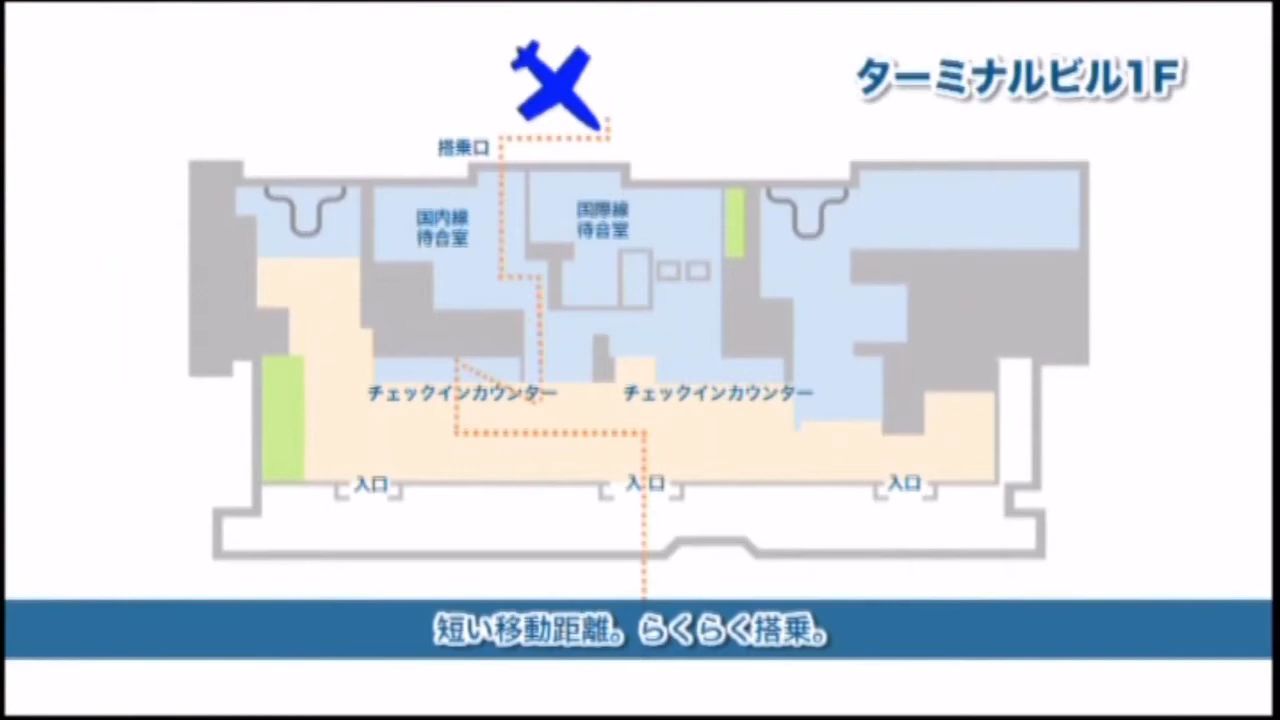 ターミナルビル1F
搭乗口
国内線
待合室
国際線
待合室
チェックインカウンター
チェックインカウンター
入口
入口
入口
短い移動距離。らくらく搭乗。